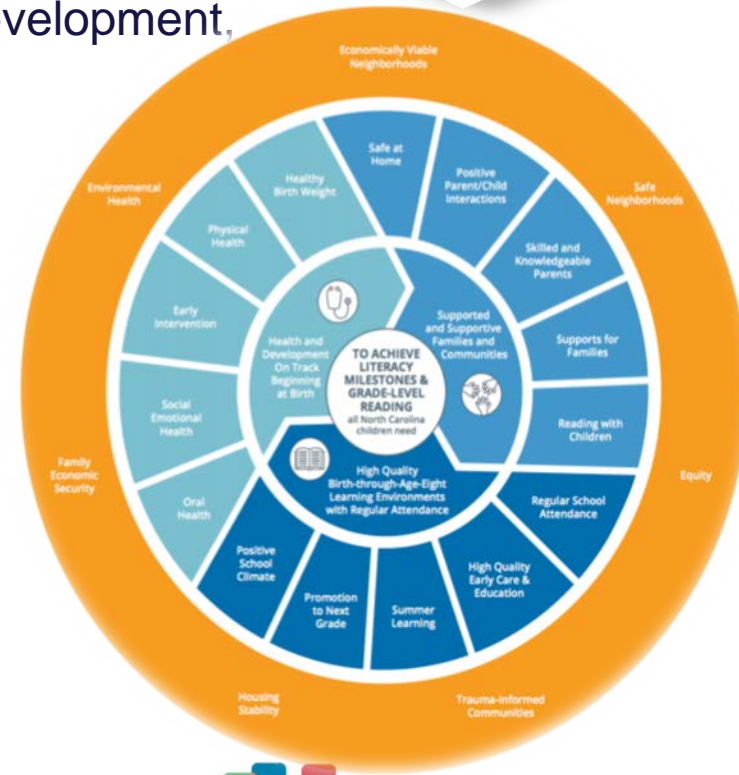 evelopment,
Economically Viable
Neighborhoods
Environmental
Health
Safe
Neighborhoods
Family
Economic
Security
Equity
Housing
Stability
Trauma-Informed
Communities
Healthy
Birth Weight
Safe at
Home
Positive
Parent/Child
Interactions
Physical
Health
Skilled and
Knowledgeable
Parents
Early
Intervention
Supports for
Families
Social
Emotional
Health
Reading with
Children
Oral
Health
Regular School
Attendance
Positive
School
Climate
Promotion
to Next
Grade
Summer
Learning
High Quality
Early Care &
Education
Health and
Development
On Track
Beginning
at Birth
Supported
and Supportive
Families and
Communities
TO ACHIEVE
LITERACY
MILESTONES &
GRADE-LEVEL
READING
all North Carolina
children need
High Quality
Birth-through-Age-Eight
Learning Environments
with Regular Attendance